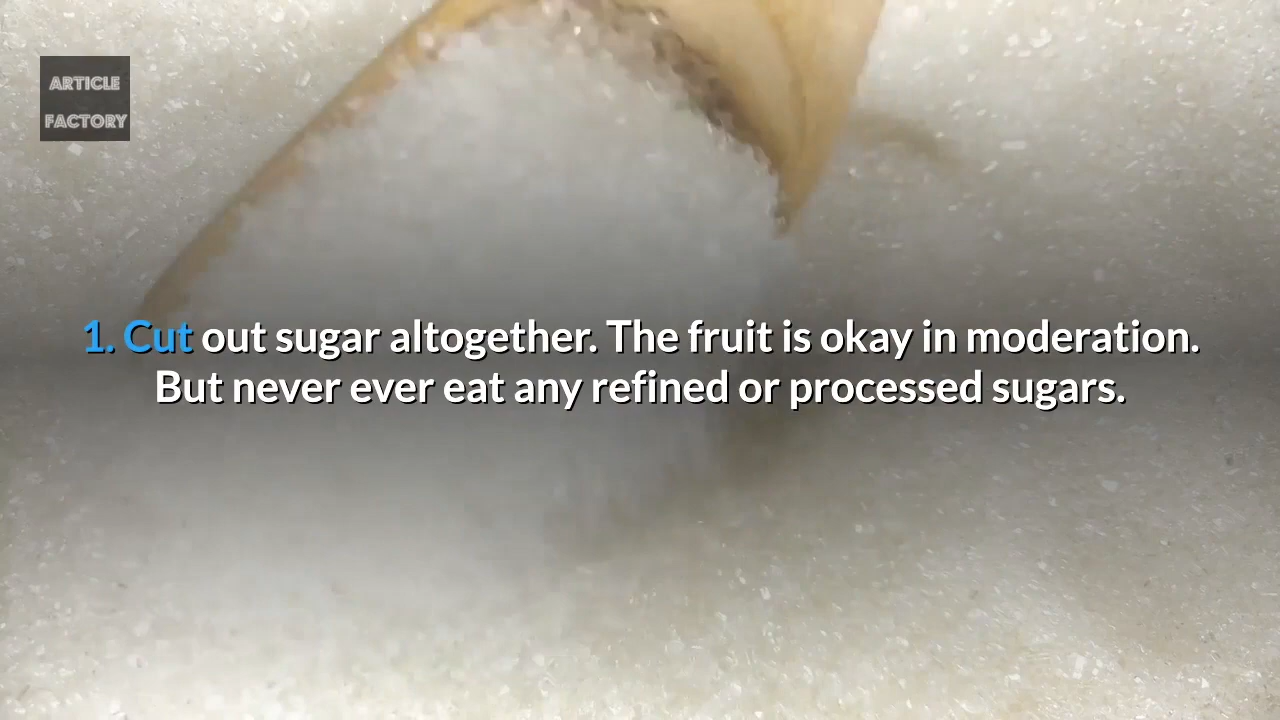 ARTICLE
FACTORY
1. Cut out sugar altogether. The fruit is okay in moderation.
But never ever eat any refined or processed sugars.